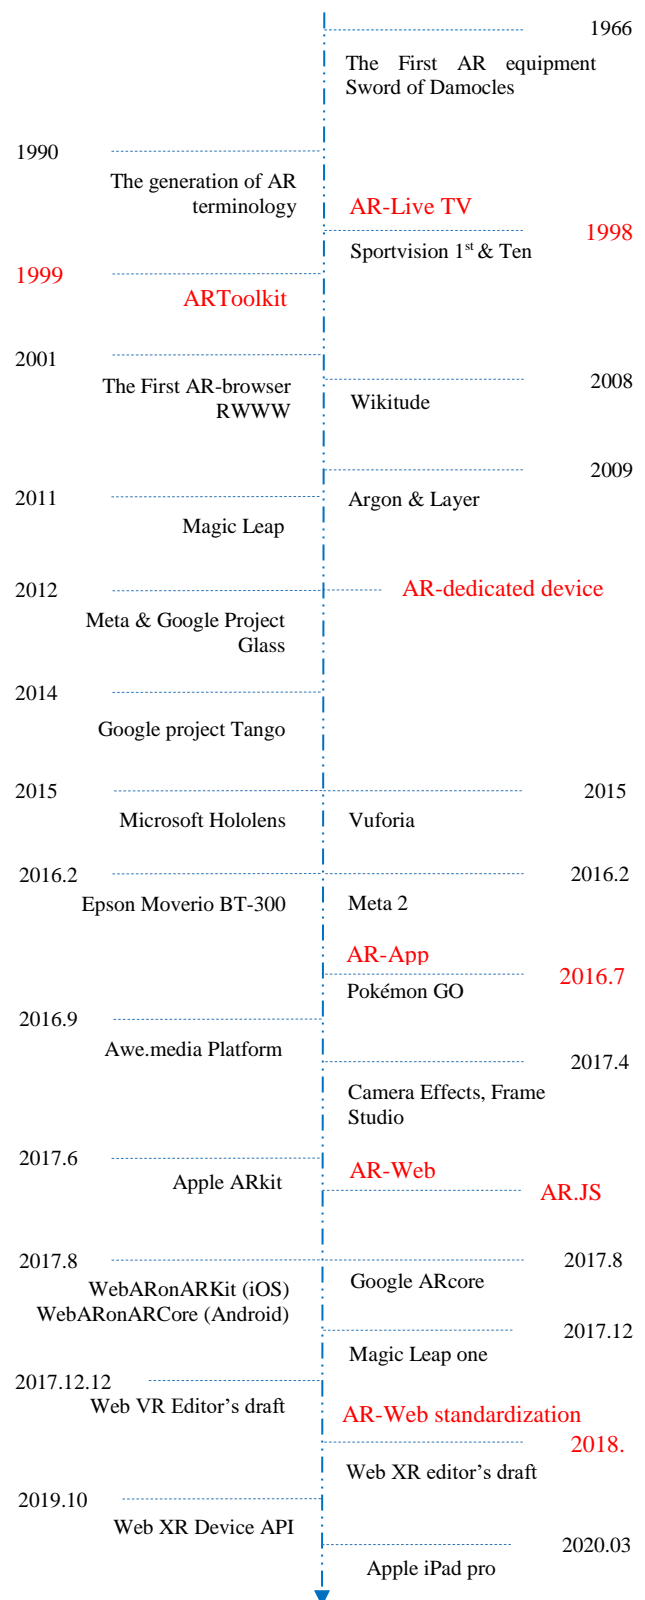 1966
The First AR equipment
Sword of Damocles
1990
The generation of AR
terminology
AR-Live TV
1998
Sportvision 1st & Ten
1999
ARToolkit
2001
The First AR-browser
RWWW
2008
Wikitude
2009
Argon & Layer
2011
Magic Leap
2012
AR-dedicated device
Meta & Google Project
Glass
2014
Google project Tango
2015
2015
Microsoft Hololens
Vuforia
2016.2
2016.2
Epson Moverio BT-300
Meta 2
AR-App
2016.7
Pokémon GO
2016.9
Awe.media Platform
2017.4
Camera Effects, Frame
Studio
2017.6
Apple ARkit
AR-Web
AR.JS
2017.8
2017.8
WebARonARKit (iOS)
WebARonARCore (Android)
Google ARcore
2017.12
Magic Leap one
2017.12.12
Web VR Editor’s draft
AR-Web standardization
2018.
Web XR editor’s draft
2019.10
Web XR Device API
2020.03
Apple iPad pro